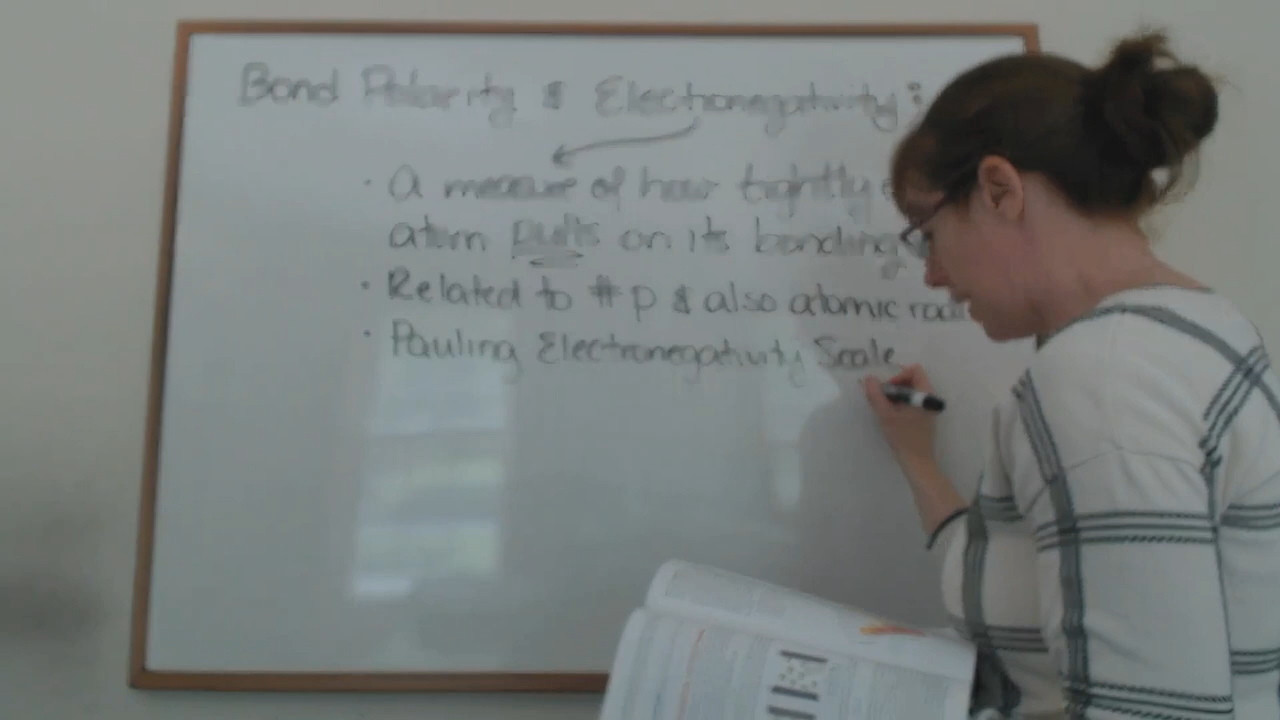 Bond Polarity & Electronegativity:
· A measure of how tightly
atom pulls on its bonding
· Related to # p & also atomic
· Pauling Electronegativity Scale